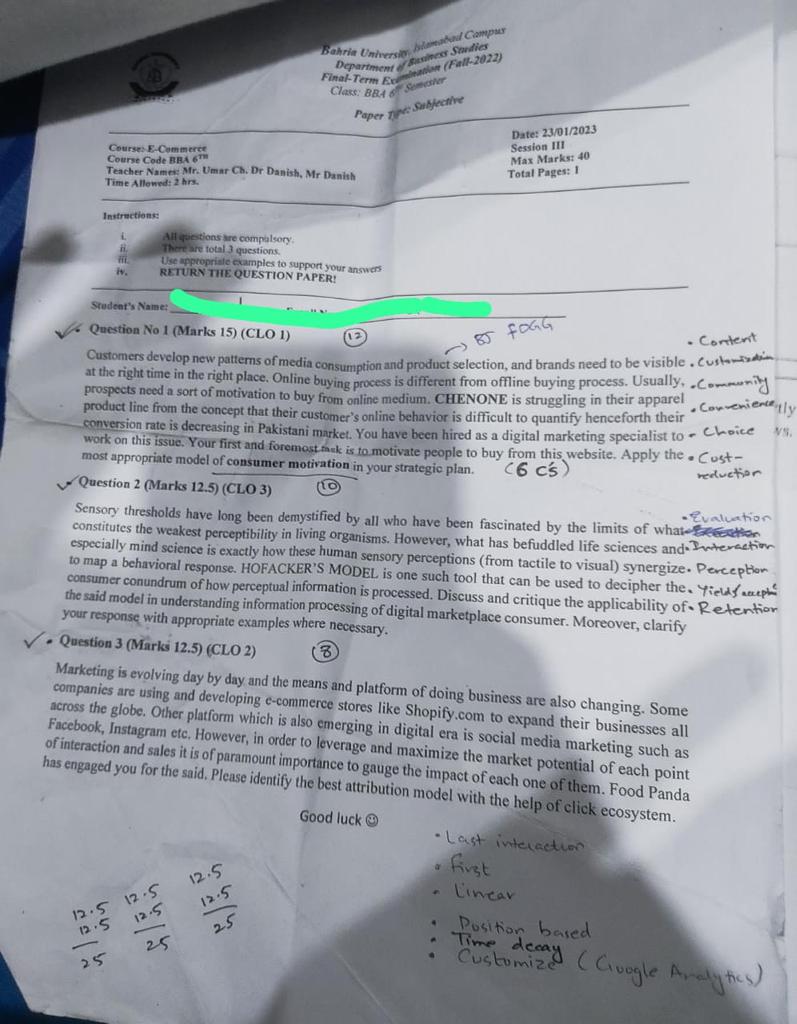 Bahria University, Islamabad Campus
Department of Business Studies
Final-Term Examination (Fall-2022)
Class: BBA 6th Semester
Paper Type: Subjective
Course: E-Commerce
Course Code BBA 6TH
Teacher Names: Mr. Umar Ch. Dr Danish, Mr Danish
Time Allowed: 2 hrs.
Date: 23/01/2023
Session III
Max Marks: 40
Total Pages: 1
Instructions:
i. All questions are compulsory.
ii. There are total 3 questions.
iii. Use appropriate examples to support your answers
iv. RETURN THE QUESTION PAPER!
Student's Name:
Question No 1 (Marks 15) (CLO 1)
12
BJ FOGG
Customers develop new patterns of media consumption and product selection, and brands need to be visible
at the right time in the right place. Online buying process is different from offline buying process. Usually,
prospects need a sort of motivation to buy from online medium. CHENONE is struggling in their apparel
product line from the concept that their customer's online behavior is difficult to quantify henceforth their
conversion rate is decreasing in Pakistani market. You have been hired as a digital marketing specialist to
work on this issue. Your first and foremost task is to motivate people to buy from this website. Apply the
most appropriate model of consumer motivation in your strategic plan.
(6 C's)
• Content
• Customization
• Community
• Convenience
• Choice
• Cost-
reduction
Question 2 (Marks 12.5) (CLO 3)
10
Sensory thresholds have long been demystified by all who have been fascinated by the limits of what
constitutes the weakest perceptibility in living organisms. However, what has befuddled life sciences and
especially mind science is exactly how these human sensory perceptions (from tactile to visual) synergize
to map a behavioral response. HOFACKER'S MODEL is one such tool that can be used to decipher the
consumer conundrum of how perceptual information is processed. Discuss and critique the applicability of
the said model in understanding information processing of digital marketplace consumer. Moreover, clarify
your response with appropriate examples where necessary.
• Evaluation
• Interaction
• Perception
• Yield/
• Retention
• Question 3 (Marks 12.5) (CLO 2)
8
Marketing is evolving day by day and the means and platform of doing business are also changing. Some
companies are using and developing e-commerce stores like Shopify.com to expand their businesses all
across the globe. Other platform which is also emerging in digital era is social media marketing such as
Facebook, Instagram etc. However, in order to leverage and maximize the market potential of each point
of interaction and sales it is of paramount importance to gauge the impact of each one of them. Food Panda
has engaged you for the said. Please identify the best attribution model with the help of click ecosystem.
Good luck ☺
• Last interaction
• first
• Linear
• Position based
• Time decay
• Customize (Google Analytics)
12.5 12.5 12.5
12.5 12.5 12.5
25 25 25